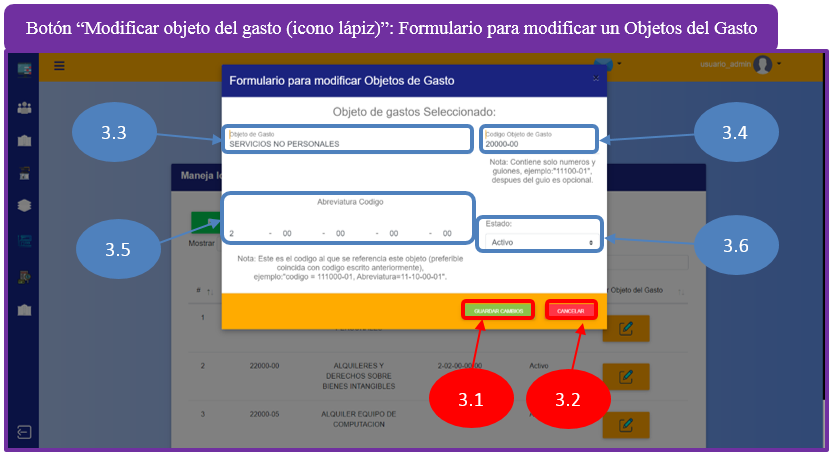 Botón “Modificar objeto del gasto (icono lápiz)”: Formulario para modificar un Objetos del Gasto
usuario_admin
Formulario para modificar Objetos de Gasto
×
Objeto de gastos Seleccionado:
3.3
3.4
Objeto de Gasto
SERVICIOS NO PERSONALES
Codigo Objeto de Gasto
20000-00
Nota: Contiene solo numeros y
guiones, ejemplo:"11100-01",
despues del guio es opcional.
Maneja lo
Abreviatura Codigo
2 - 00 - 00 - 00 - 00
Estado:
Activo
3.5
3.6
Mostrar
Nota: Este es el codigo al que se referencia este objeto (preferible
coincida con codigo escrito anteriormente),
ejemplo:"codigo = 111000-01, Abreviatura=11-10-00-01".
# Objeto del Gasto
GUARDAR CAMBIOS
CANCELAR
1
2 22000-00 ALQUILERES Y
DERECHOS SOBRE
BIENES INTANGIBLES
2-02-00-00-00 Activo
3.1
3.2
3 22000-05 ALQUILER EQUIPO DE
COMPUTACION